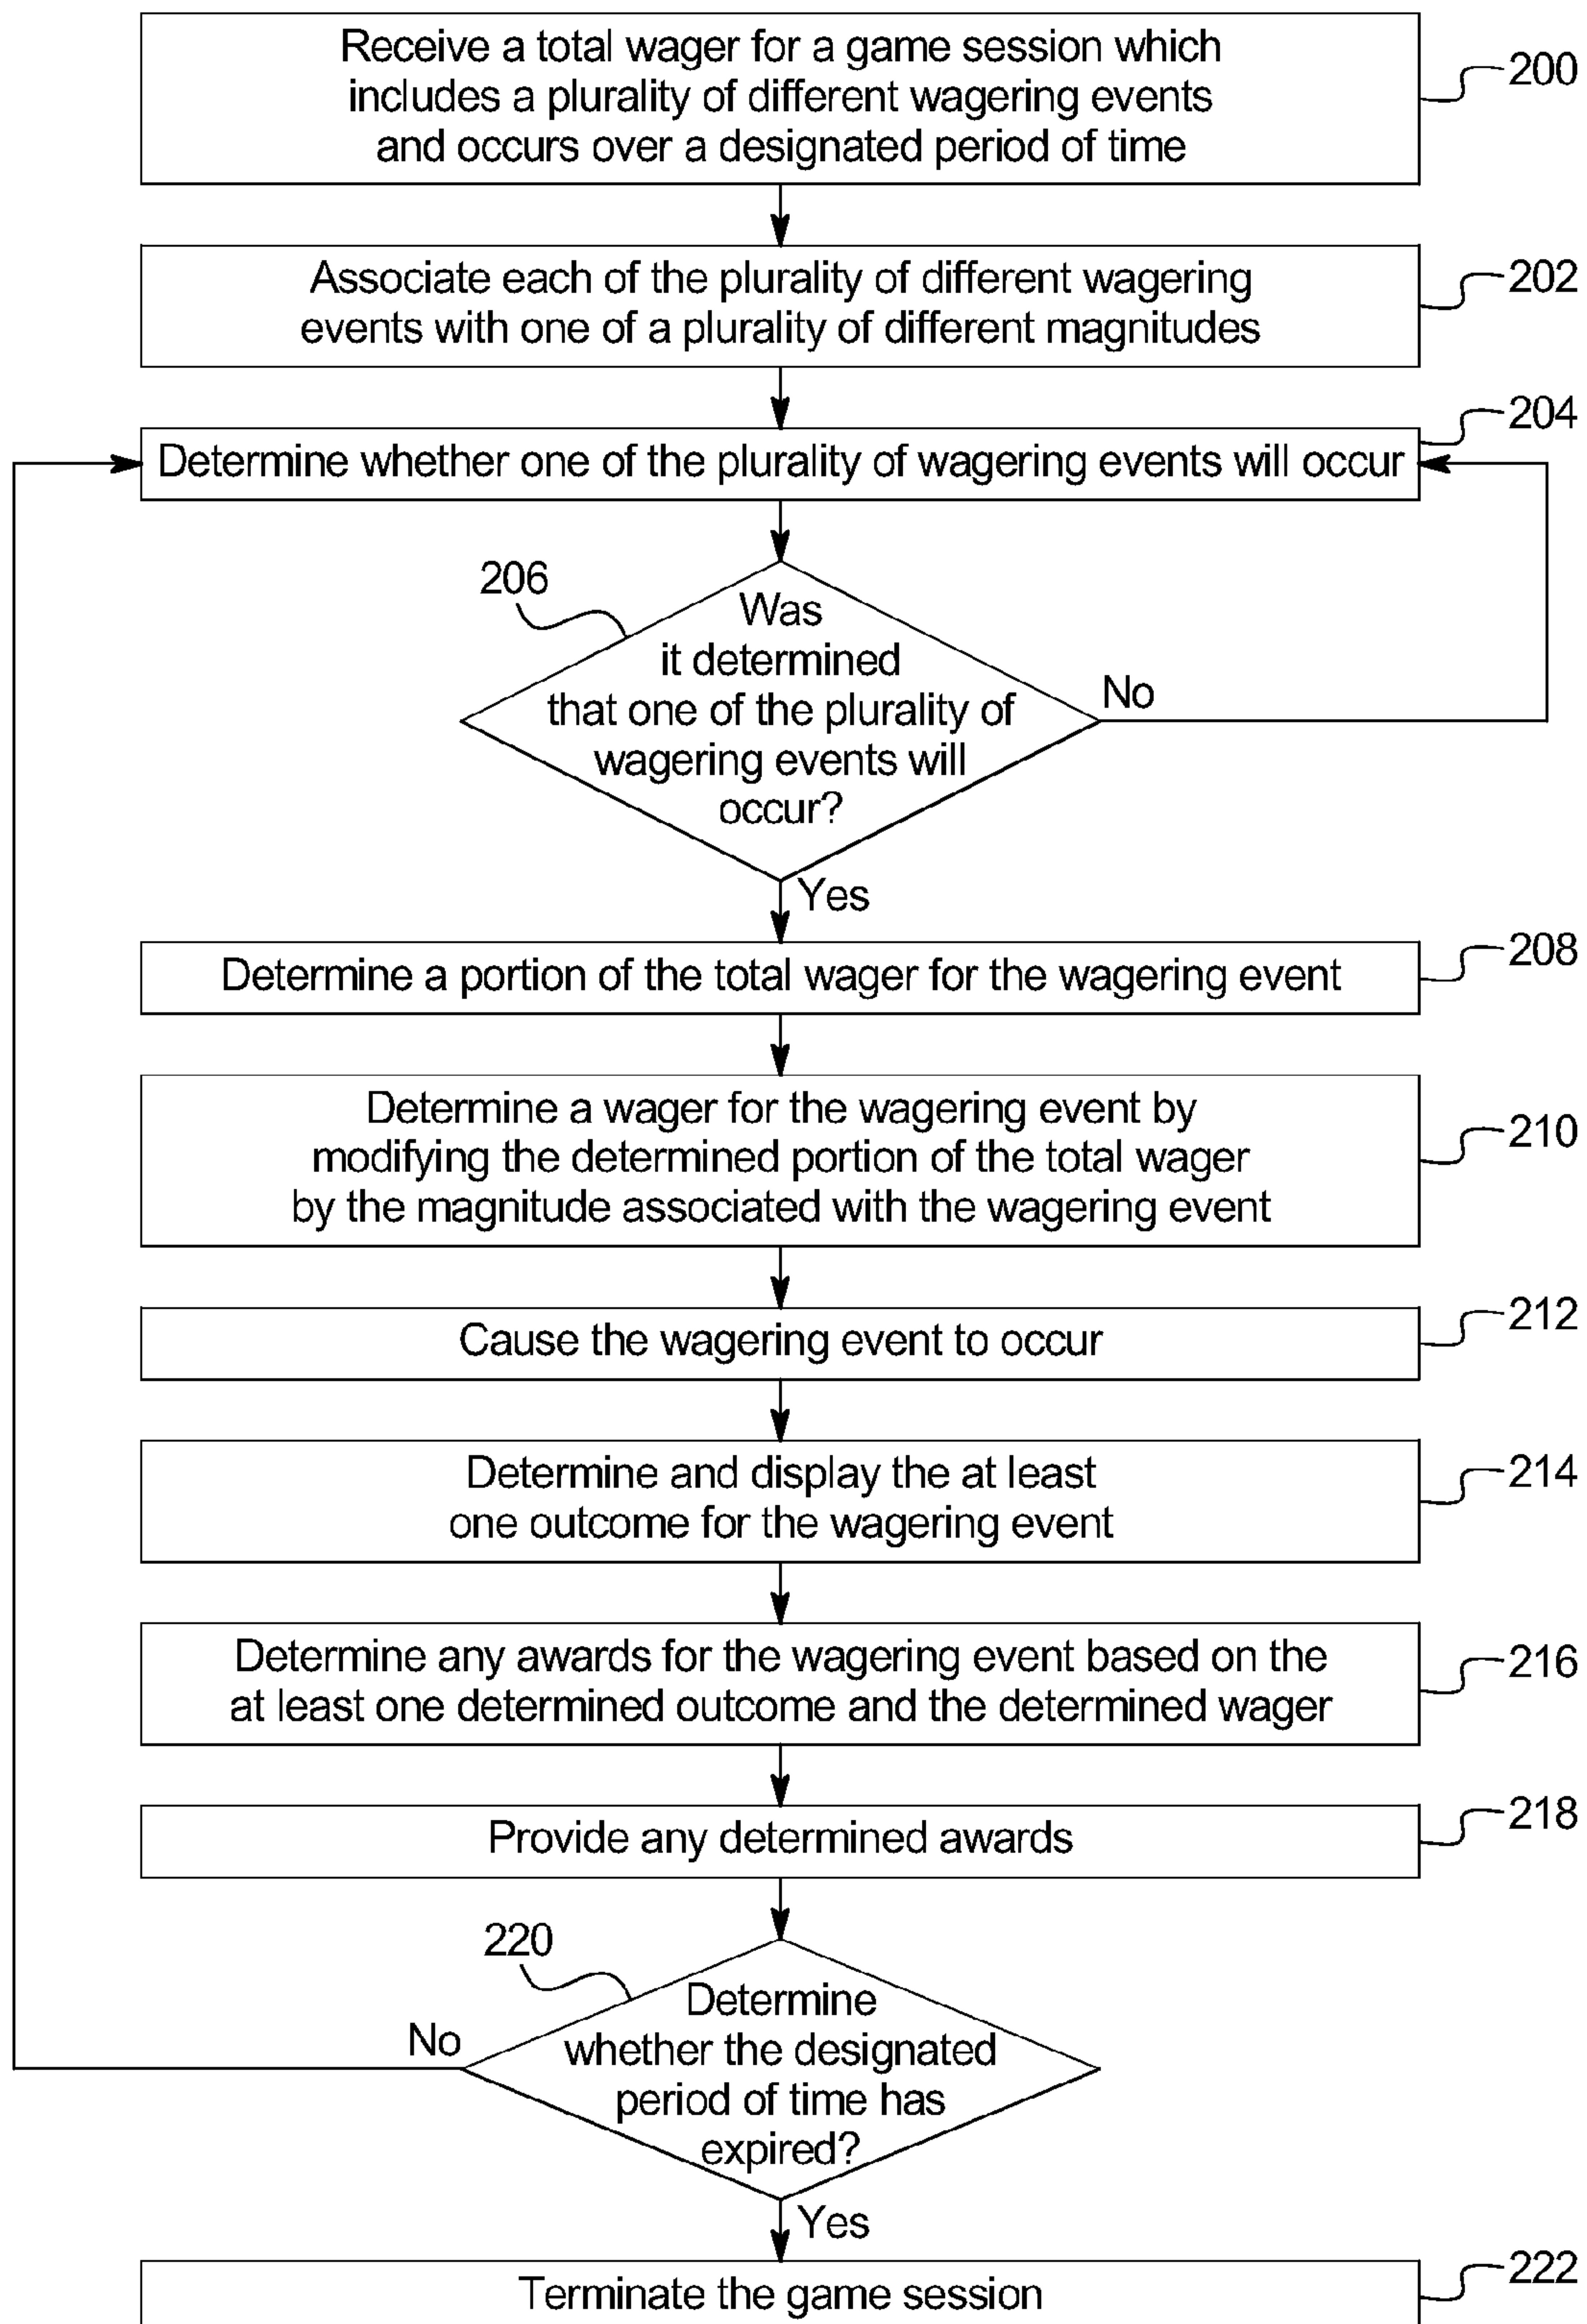 Receive a total wager for a game session which
includes a plurality of different wagering events
and occurs over a designated period of time
200
Associate each of the plurality of different wagering
events with one of a plurality of different magnitudes
202
204
Determine whether one of the plurality of wagering events will occur
206
Was
it determined
that one of the plurality of
wagering events will
occur?
No
Yes
Determine a portion of the total wager for the wagering event
208
Determine a wager for the wagering event by
modifying the determined portion of the total wager
by the magnitude associated with the wagering event
210
Cause the wagering event to occur
212
Determine and display the at least
one outcome for the wagering event
214
Determine any awards for the wagering event based on the
at least one determined outcome and the determined wager
216
Provide any determined awards
218
220
Determine
whether the designated
period of time has
expired?
No
Yes
Terminate the game session
222